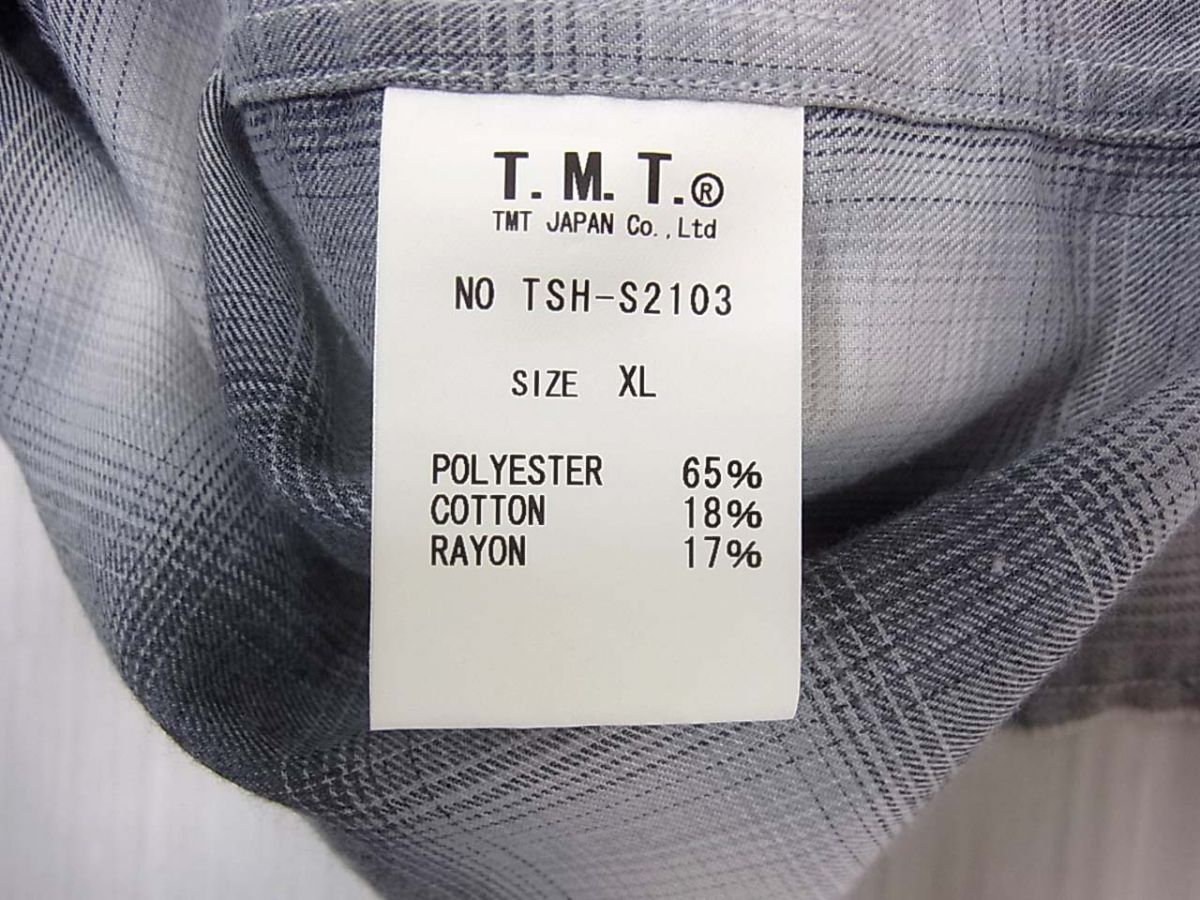 T. M. T.®
TMT JAPAN Co.,Ltd
NO TSH-S2103
SIZE XL
POLYESTER 65%
COTTON 18%
RAYON 17%